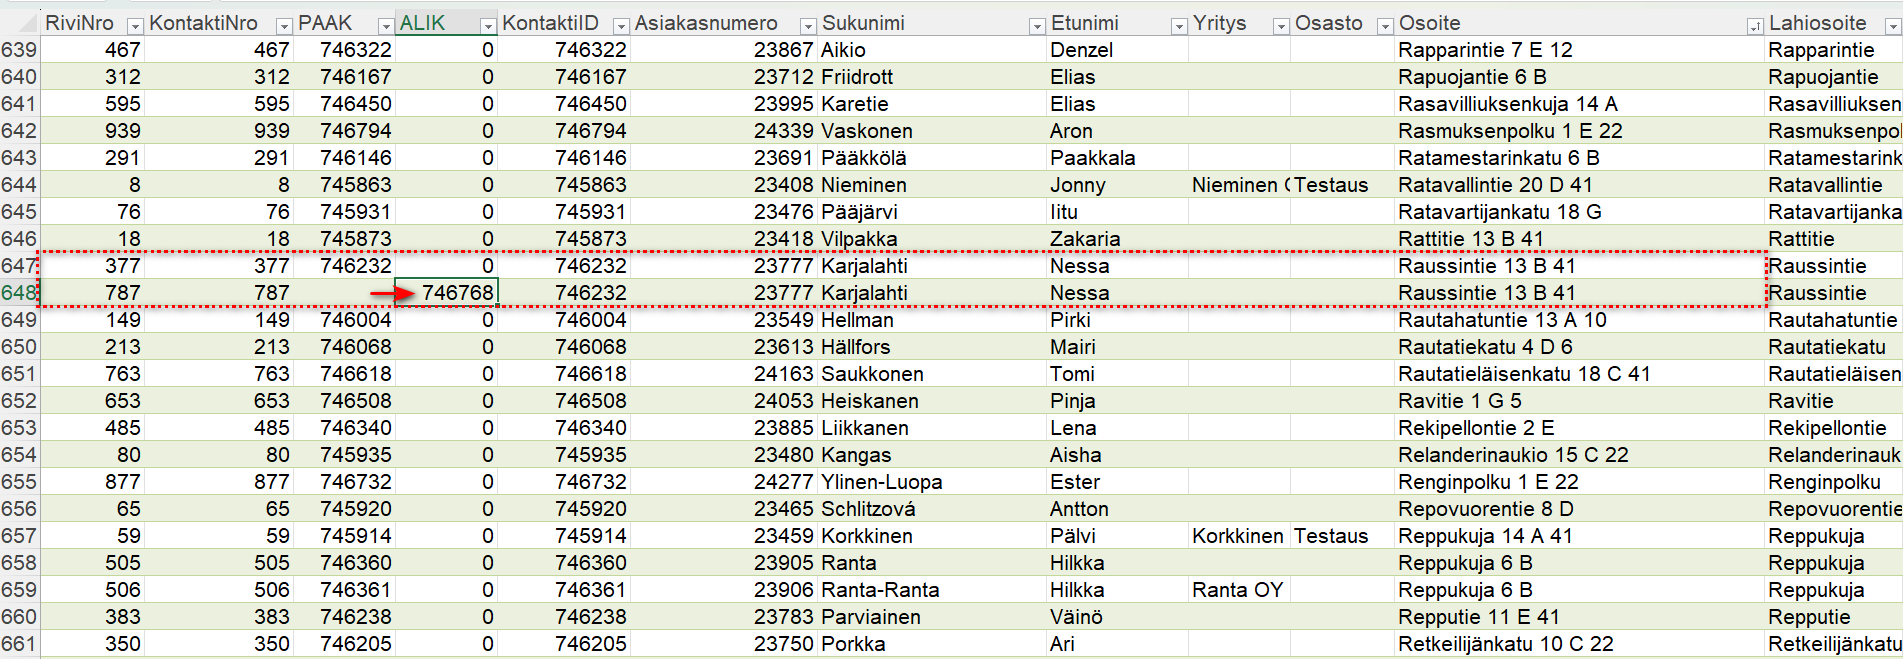 RiviNro KontaktiNro PAAK ALIK KontaktiID Asiakasnumero Sukunimi Etunimi Yritys Osasto Osoite Lahiosoite
639 467 467 746322 0 746322 23867 Aikio Denzel Rapparintie 7 E 12 Rapparintie
640 312 312 746167 0 746167 23712 Friidrott Elias Rapuojantie 6 B Rapuojantie
641 595 595 746450 0 746450 23995 Karetie Elias Rasavilliuksenkuja 14 A Rasavilliuksen
642 939 939 746794 0 746794 24339 Vaskonen Aron Rasmuksenpolku 1 E 22 Rasmuksenpol
643 291 291 746146 0 746146 23691 Pääkkölä Paakkala Ratamestarinkatu 6 B Ratamestarink
644 8 8 745863 0 745863 23408 Nieminen Jonny Nieminen Testaus Ratavallintie 20 D 41 Ratavallintie
645 76 76 745931 0 745931 23476 Pääjärvi Iitu Ratavartijankatu 18 G Ratavartijanka
646 18 18 745873 0 745873 23418 Vilpakka Zakaria Rattitie 13 B 41 Rattitie
647 377 377 746232 0 746232 23777 Karjalahti Nessa Raussintie 13 B 41 Raussintie
648 787 787 746768 746232 23777 Karjalahti Nessa Raussintie 13 B 41 Raussintie
649 149 149 746004 0 746004 23549 Hellman Pirki Rautahatuntie 13 A 10 Rautahatuntie
650 213 213 746068 0 746068 23613 Hällfors Mairi Rautatiekatu 4 D 6 Rautatiekatu
651 763 763 746618 0 746618 24163 Saukkonen Tomi Rautatieläisenkatu 18 C 41 Rautatieläisen
652 653 653 746508 0 746508 24053 Heiskanen Pinja Ravitie 1 G 5 Ravitie
653 485 485 746340 0 746340 23885 Liikkanen Lena Rekipellontie 2 E Rekipellontie
654 80 80 745935 0 745935 23480 Kangas Aisha Relanderinaukio 15 C 22 Relanderinauk
655 877 877 746732 0 746732 24277 Ylinen-Luopa Ester Renginpolku 1 E 22 Renginpolku
656 65 65 745920 0 745920 23465 Schlitzová Antton Repovuorentie 8 D Repovuorentie
657 59 59 745914 0 745914 23459 Korkkinen Pälvi Korkkinen Testaus Reppukuja 14 A 41 Reppukuja
658 505 505 746360 0 746360 23905 Ranta Hilkka Reppukuja 6 B Reppukuja
659 506 506 746361 0 746361 23906 Ranta-Ranta Hilkka Ranta OY Reppukuja 6 B Reppukuja
660 383 383 746238 0 746238 23783 Parviainen Väinö Repputie 11 E 41 Repputie
661 350 350 746205 0 746205 23750 Porkka Ari Retkeilijänkatu 10 C 22 Retkeilijänkatu